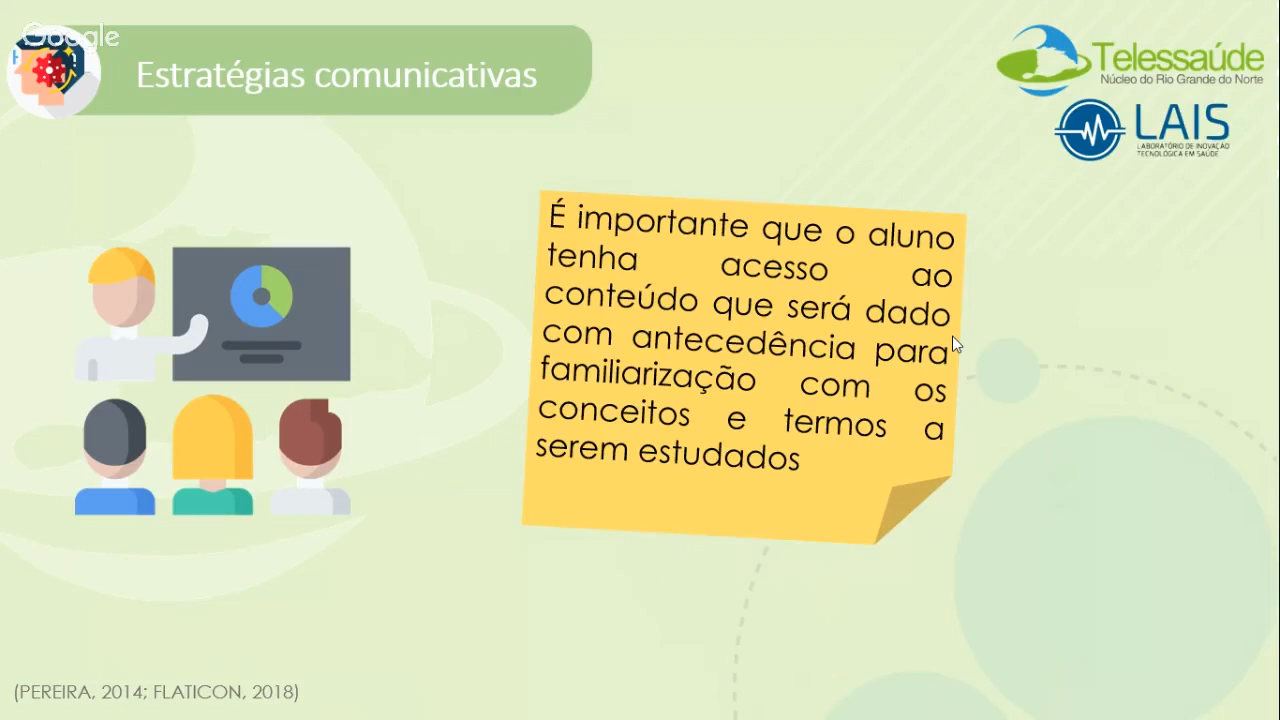 Google
Estratégias comunicativas
Telessaúde
Núcleo do Rio Grande do Norte
LAIS
LABORATÓRIO DE INOVAÇÃO
TECNOLÓGICA EM SAÚDE
É importante que o aluno
tenha acesso ao
conteúdo que será dado
com antecedência para
familiarização com os
conceitos e termos a
serem estudados
(PEREIRA, 2014; FLATICON, 2018)